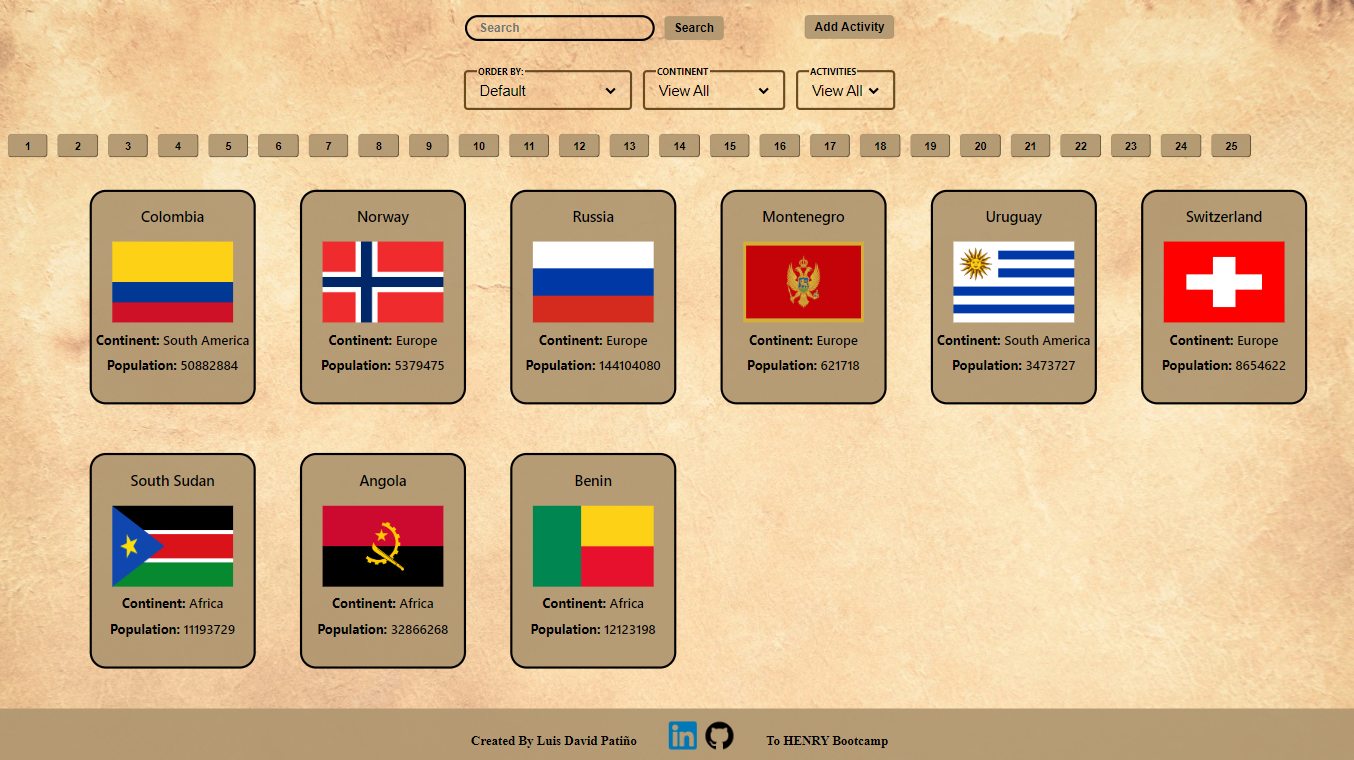 Search Search Add Activity
ORDER BY: CONTINENT ACTIVITIES
Default View All View All
1 2 3 4 5 6 7 8 9 10 11 12 13 14 15 16 17 18 19 20 21 22 23 24 25
Colombia Norway Russia Montenegro Uruguay Switzerland
Continent: South America Continent: Europe Continent: Europe Continent: Europe Continent: South America Continent: Europe
Population: 50882884 Population: 5379475 Population: 144104080 Population: 621718 Population: 3473727 Population: 8654622
South Sudan Angola Benin
Continent: Africa Continent: Africa Continent: Africa
Population: 11193729 Population: 32866268 Population: 12123198
Created By Luis David Patiño in To HENRY Bootcamp